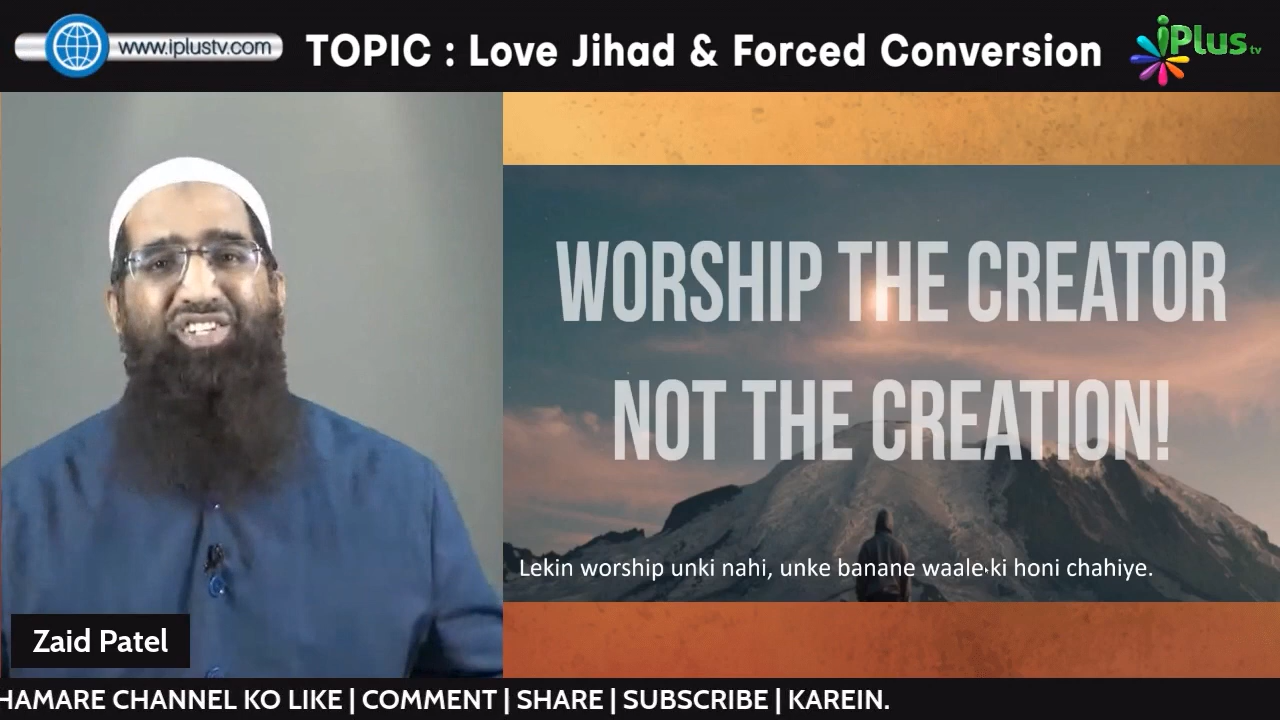 www.iplustv.com
TOPIC : Love Jihad & Forced Conversion
iPlus tv
WORSHIP THE CREATOR
NOT THE CREATION!
Lekin worship unki nahi, unke banane waale ki honi chahiye.
Zaid Patel
HAMARE CHANNEL KO LIKE | COMMENT | SHARE | SUBSCRIBE | KAREIN.